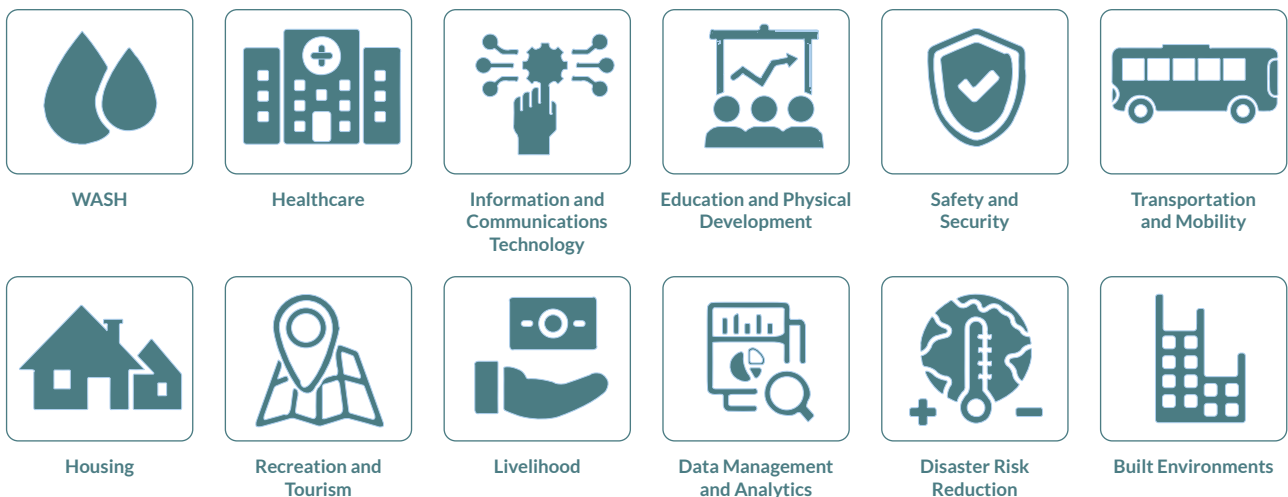 WASH
Healthcare
Information and
Communications
Technology
Education and Physical
Development
Safety and
Security
Transportation
and Mobility
Housing
Recreation and
Tourism
Livelihood
Data Management
and Analytics
Disaster Risk
Reduction
Built Environments